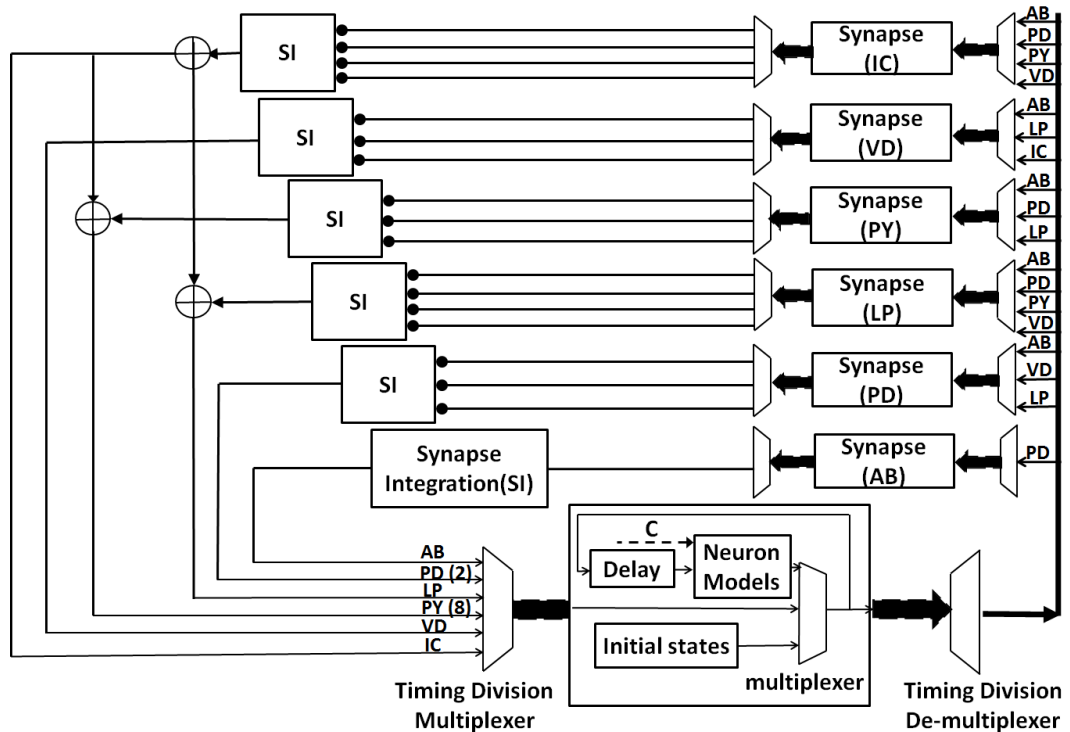 SI
Synapse
(IC)
AB
PD
PY
VD
SI
Synapse
(VD)
AB
LP
IC
SI
Synapse
(PY)
AB
PD
LP
SI
Synapse
(LP)
AB
PD
PY
VD
SI
Synapse
(PD)
AB
VD
LP
Synapse
Integration(SI)
Synapse
(AB)
PD
AB
PD (2)
LP
PY (8)
VD
IC
C
Delay
Neuron
Models
Initial states
multiplexer
Timing Division
Multiplexer
Timing Division
De-multiplexer